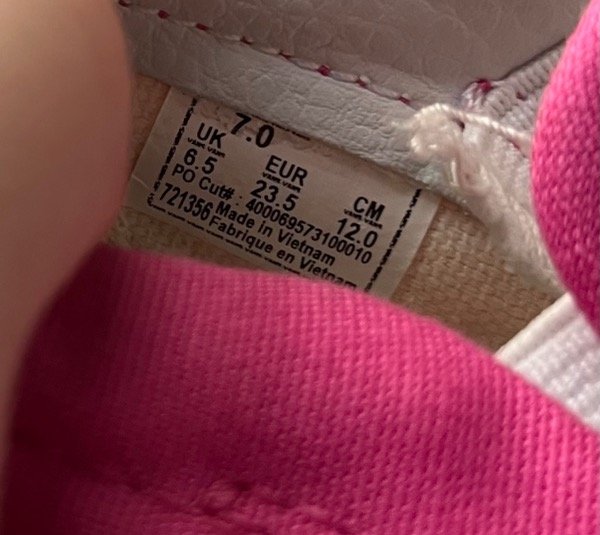 7.0
UK EUR CM
6.5 23.5 12.0
PO Cut# : 400069573100010
721356 Made in Vietnam
Fabrique en Vietnam